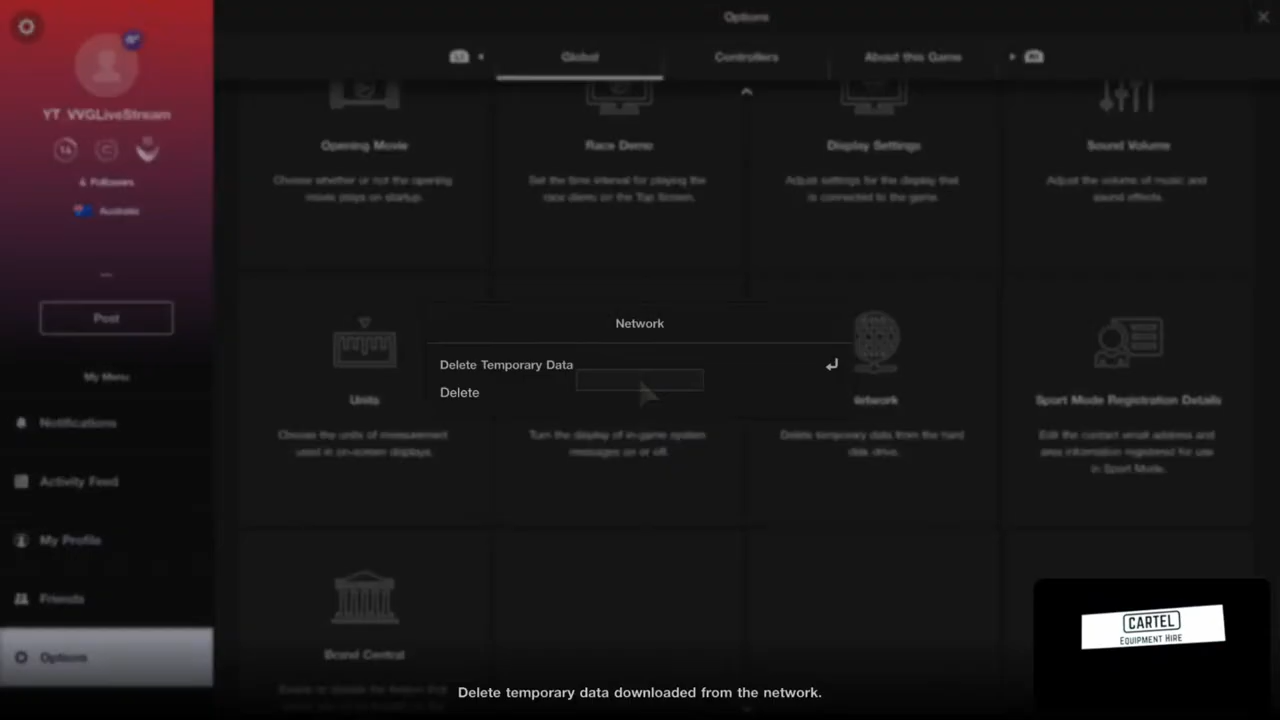 Options
Global
Controllers
About this Game
YT_VVGLiveStream
4 Followers
Australia
Post
My Menu
Notifications
Activity Feed
My Profile
Friends
Options
Opening Movie
Choose whether or not the opening
movie plays on startup.
Race Demo
Set the time interval for playing the
race demo on the Top Screen.
Display Settings
Adjust settings for the display that
is connected to the game.
Sound Volume
Adjust the volume of music and
sound effects.
Network
Delete Temporary Data
Delete
Units
Choose the units of measurement
used in on-screen displays.
Turn the display of in-game system
messages on or off.
Network
Delete temporary data from the hard
disk drive.
Sport Mode Registration Details
Edit the contact email address and
area information registered for use
in Sport Mode.
Brand Central
CARTEL
EQUIPMENT HIRE
Delete temporary data downloaded from the network.